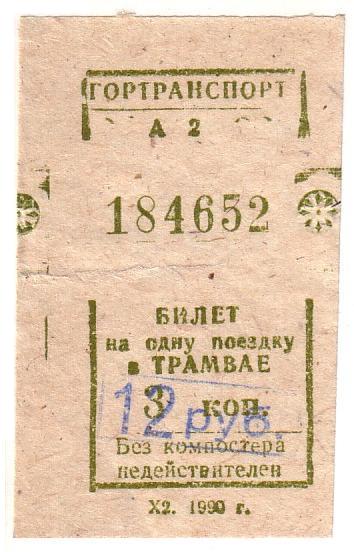 ГОРТРАНСПОРТ
А 2
184652
БИЛЕТ
на одну поездку
в ТРАМВАЕ
3 коп.
12 руб.
Без компостера
недействителен
Х2. 1990 г.